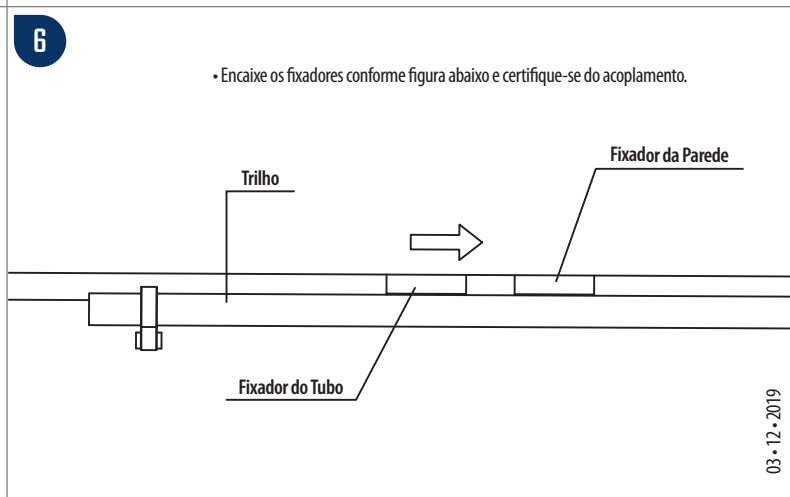 6
• Encaixe os fixadores conforme figura abaixo e certifique-se do acoplamento.
Fixador da Parede
Trilho
Fixador do Tubo
03 • 12 • 2019